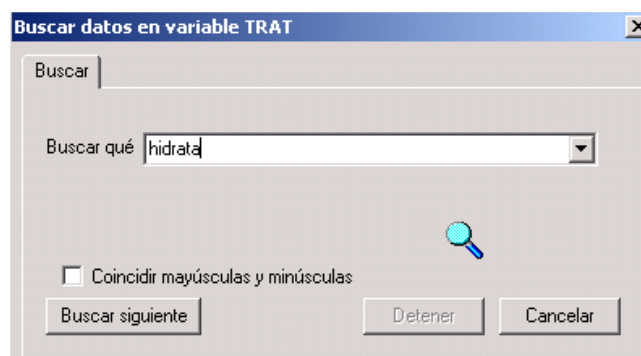 Buscar datos en variable TRAT
Buscar
Buscar qué hidrata
Coincidir mayúsculas y minúsculas
Buscar siguiente Detener Cancelar